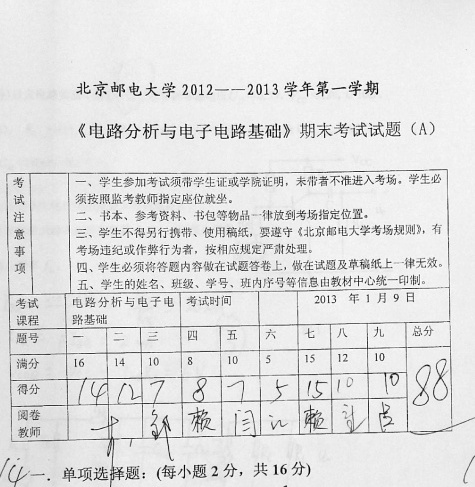 北京邮电大学 2012——2013 学年第一学期
《电路分析与电子电路基础》期末考试试题（A）
考试注意事项
一、学生参加考试须带学生证或学院证明，未带者不准进入考场。学生必
须按照监考教师指定座位就坐。
二、书本、参考资料、书包等物品一律放到考场指定位置。
三、学生不得另行携带、使用稿纸，要遵守《北京邮电大学考场规则》，有
考场违纪或作弊行为者，按相应规定严肃处理。
四、学生必须将答题内容做在试题答卷上，做在试题及草稿纸上一律无效。
五、学生的姓名、班级、学号、班内序号等信息由教材中心统一印制。
考试课程 电路分析与电子电路基础 考试时间 2013 年 1 月 9 日
题号 一 二 三 四 五 六 七 八 九 总分
满分 16 14 10 8 10 5 15 12 10
得分 14 12 7 8 7 5 15 10 10 88
阅卷教师 赖 闫 江 赖
14 一．单项选择题：(每小题 2 分，共 16 分)